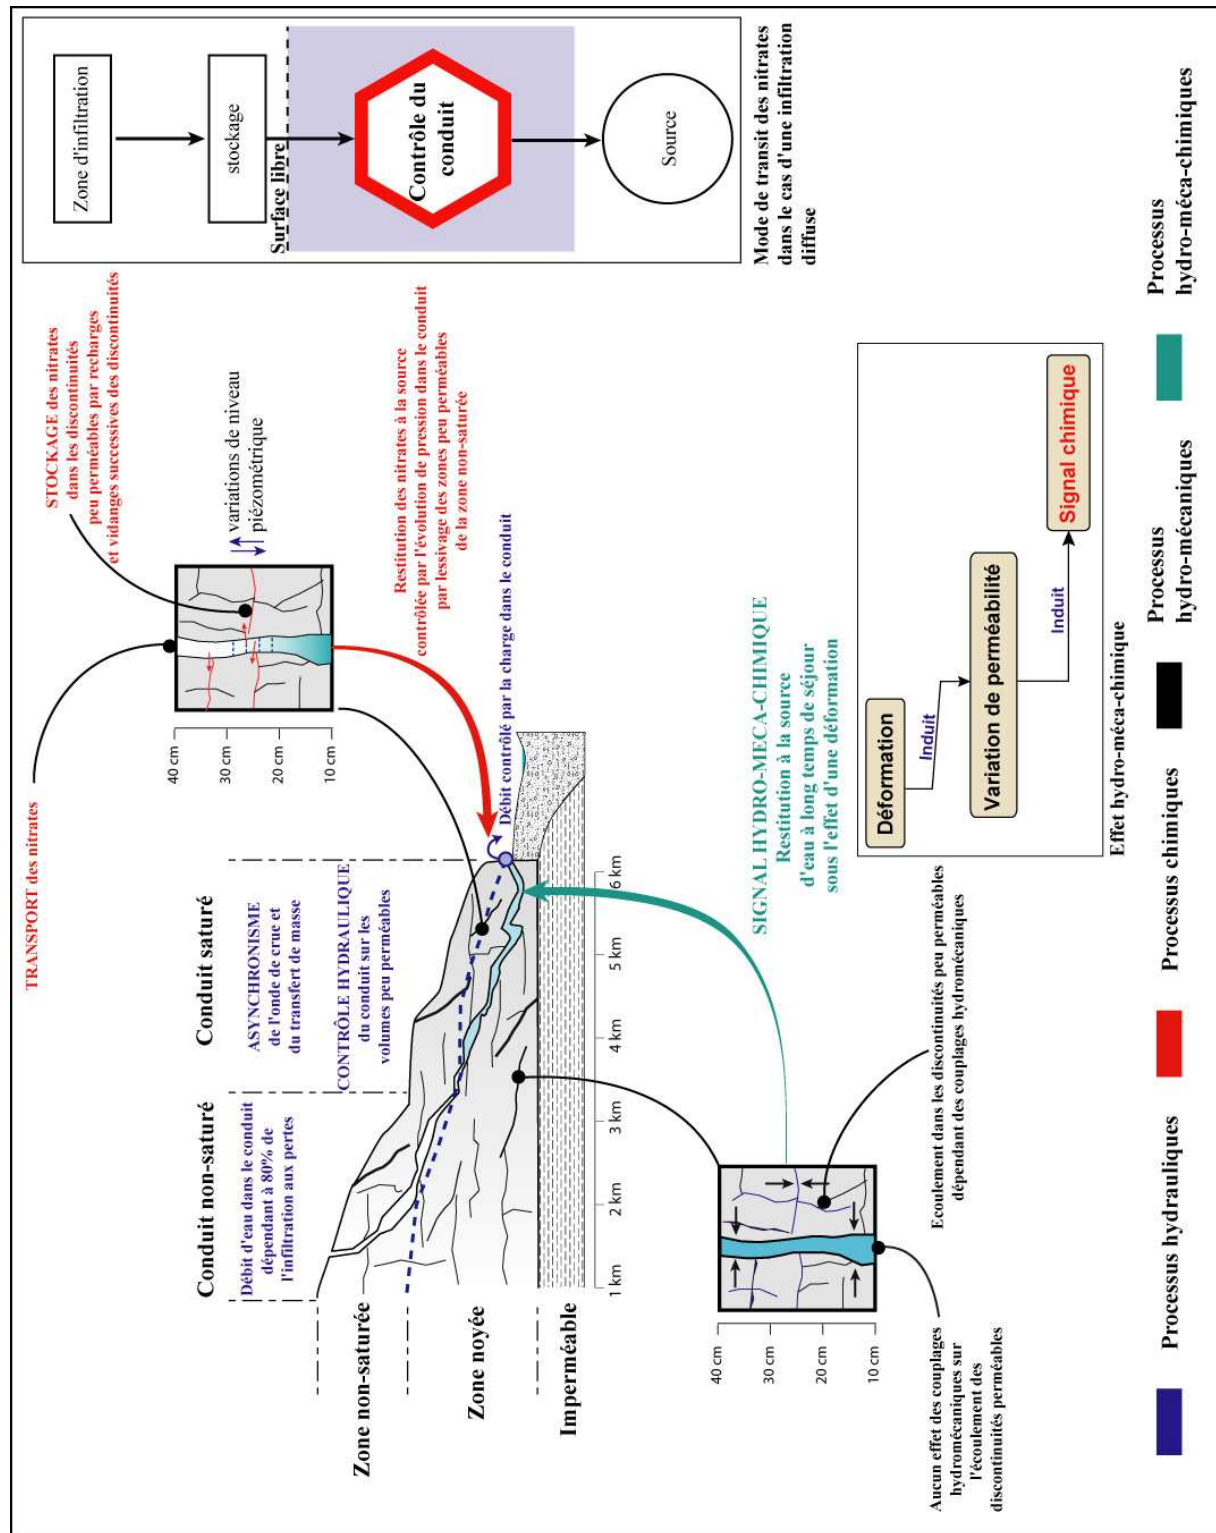 TRANSPORT des nitrates
STOCKAGE des nitrates
dans les discontinuités
peu perméables par recharges
et vidanges successives des discontinuités
variations de niveau
piézométrique
40 cm
30 cm
20 cm
10 cm
Restitution des nitrates à la source
contrôlée par l'évolution de pression dans le conduit
par lessivage des zones peu perméables
de la zone non-saturée
Zone d'infiltration
stockage
Surface libre
Contrôle du
conduit
Source
Mode de transit des nitrates
dans le cas d'une infiltration
diffuse
Conduit non-saturé
Débit d'eau dans le conduit
dépendant à 80% de
l'infiltration aux pertes
Conduit saturé
ASYNCHRONISME
de l'onde de crue et
du transfert de masse
CONTRÔLE HYDRAULIQUE
du conduit sur les
volumes peu perméables
Débit contrôlé par la charge dans le conduit
Zone non-saturée
Zone noyée
Imperméable
1 km
2 km
3 km
4 km
5 km
6 km
SIGNAL HYDRO-MECA-CHIMIQUE
Restitution à la source
d'eau à long temps de séjour
sous l'effet d'une déformation
40 cm
30 cm
20 cm
10 cm
Aucun effet des couplages
hydromécaniques sur
l'écoulement des
discontinuités perméables
Ecoulement dans les discontinuités peu perméables
dépendant des couplages hydromécaniques
Déformation
Induit
Variation de perméabilité
Induit
Signal chimique
Effet hydro-méca-chimique
Processus hydrauliques
Processus chimiques
Processus
hydro-mécaniques
Processus
hydro-méca-chimiques